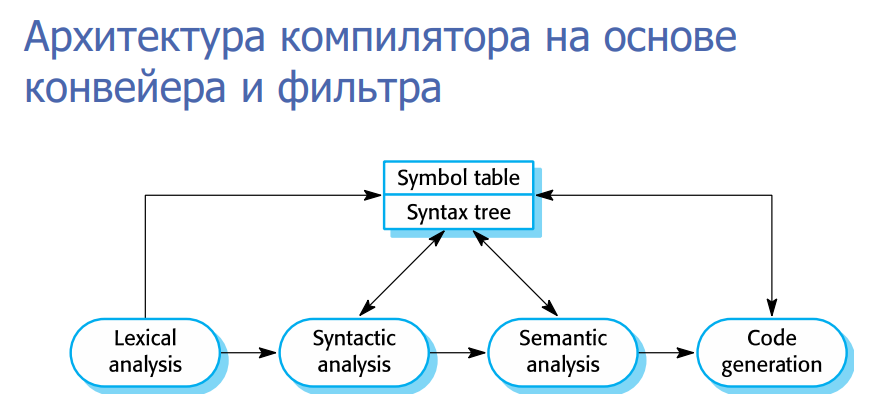 Архитектура компилятора на основе
конвейера и фильтра
Symbol table
Syntax tree
Lexical
analysis
Syntactic
analysis
Semantic
analysis
Code
generation